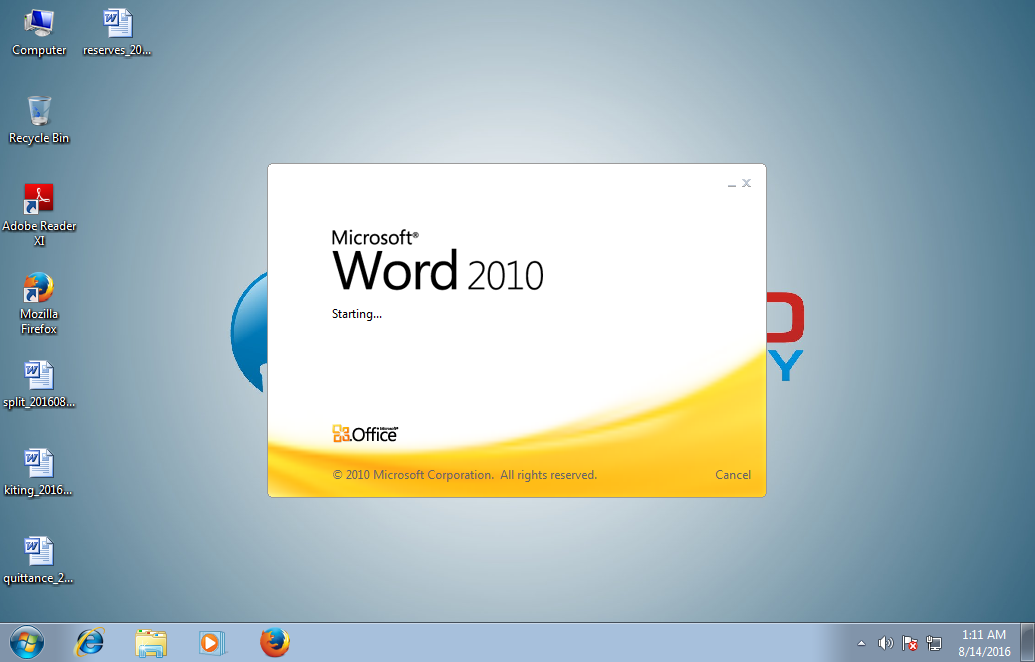 Computer
reserves_20...
Recycle Bin
Adobe Reader
XI
Mozilla
Firefox
split_201608...
kiting_2016...
quittance_2...
Microsoft®
Word 2010
Starting...
Office
© 2010 Microsoft Corporation. All rights reserved.
Cancel
D
Y
1:11 AM
8/14/2016